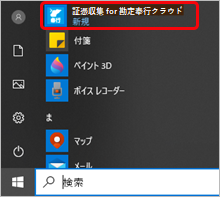 証憑収集 for 勘定奉行クラウド
新規
付箋
ペイント 3D
ボイス レコーダー
ま
マップ
メール
検索